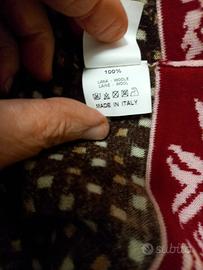 100%
LANA - WOLLE
LAINE - WOOL
MADE IN ITALY
subito